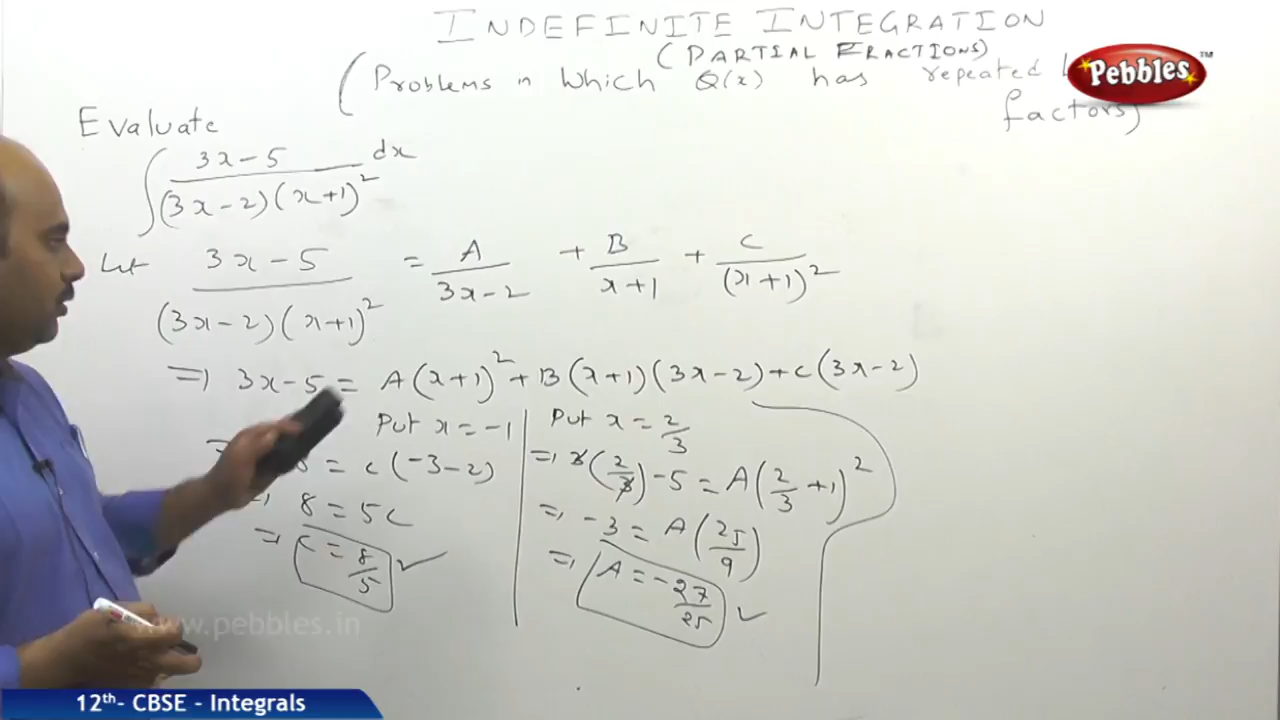 INDEFINITE INTEGRATION
(PARTIAL FRACTIONS)
(Problems in Which Q(x) has repeated
factors)
Pebbles™
Evaluate
∫ (3x-5)/((3x-2)(x+1)²) dx
Let (3x-5)/((3x-2)(x+1)²) = A/(3x-2) + B/(x+1) + C/(x+1)²
=) 3x-5 = A(x+1)² + B(x+1)(3x-2) + C(3x-2)
Put x = -1
= C(-3-2)
8 = 5C
=) C = 8/5 ✓
Put x = 2/3
=) 3(2/3) -5 = A(2/3 +1)²
=) -3 = A(25/9)
=) A = -27/25 ✓
www.pebbles.in
12th- CBSE - Integrals